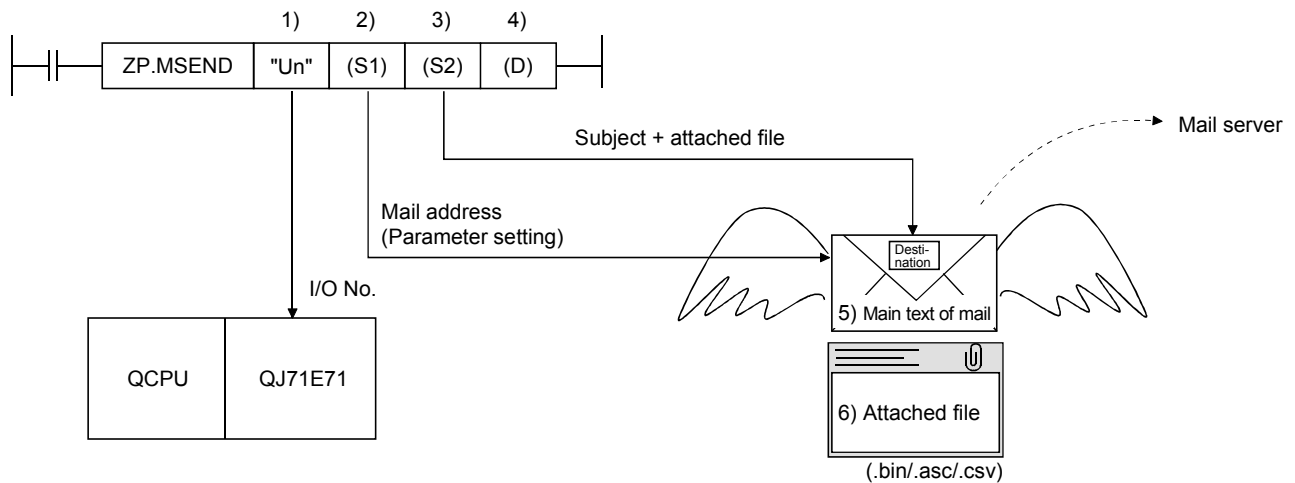 1) 2) 3) 4)
ZP.MSEND "Un" (S1) (S2) (D)
Subject + attached file
Mail server
Mail address
(Parameter setting)
Desti-
nation
I/O No.
5) Main text of mail
QCPU QJ71E71
6) Attached file
(.bin/.asc/.csv)